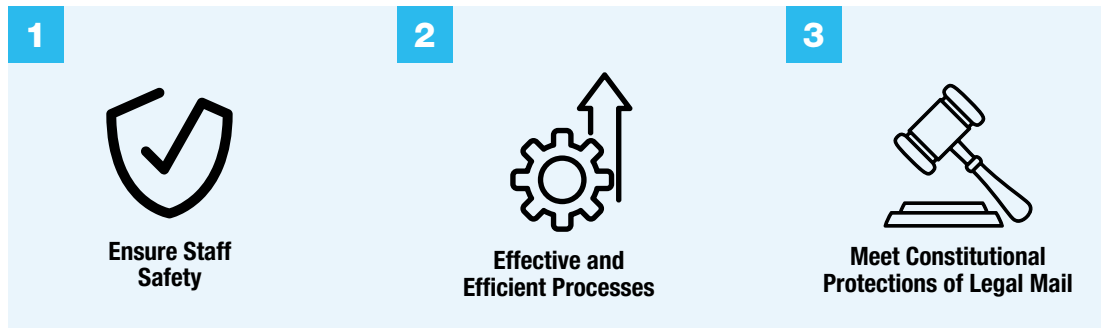 1
Ensure Staff
Safety
2
Effective and
Efficient Processes
3
Meet Constitutional
Protections of Legal Mail